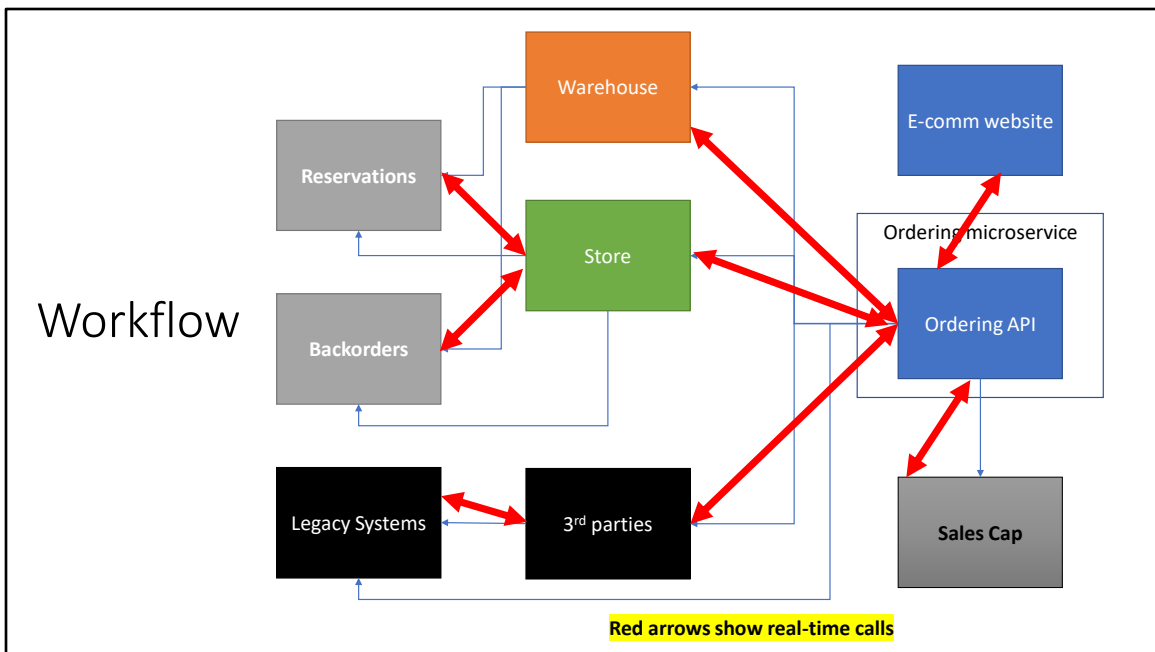 Workflow
Warehouse
E-comm website
Reservations
Store
Ordering microservice
Ordering API
Backorders
Legacy Systems
3rd parties
Sales Cap
Red arrows show real-time calls